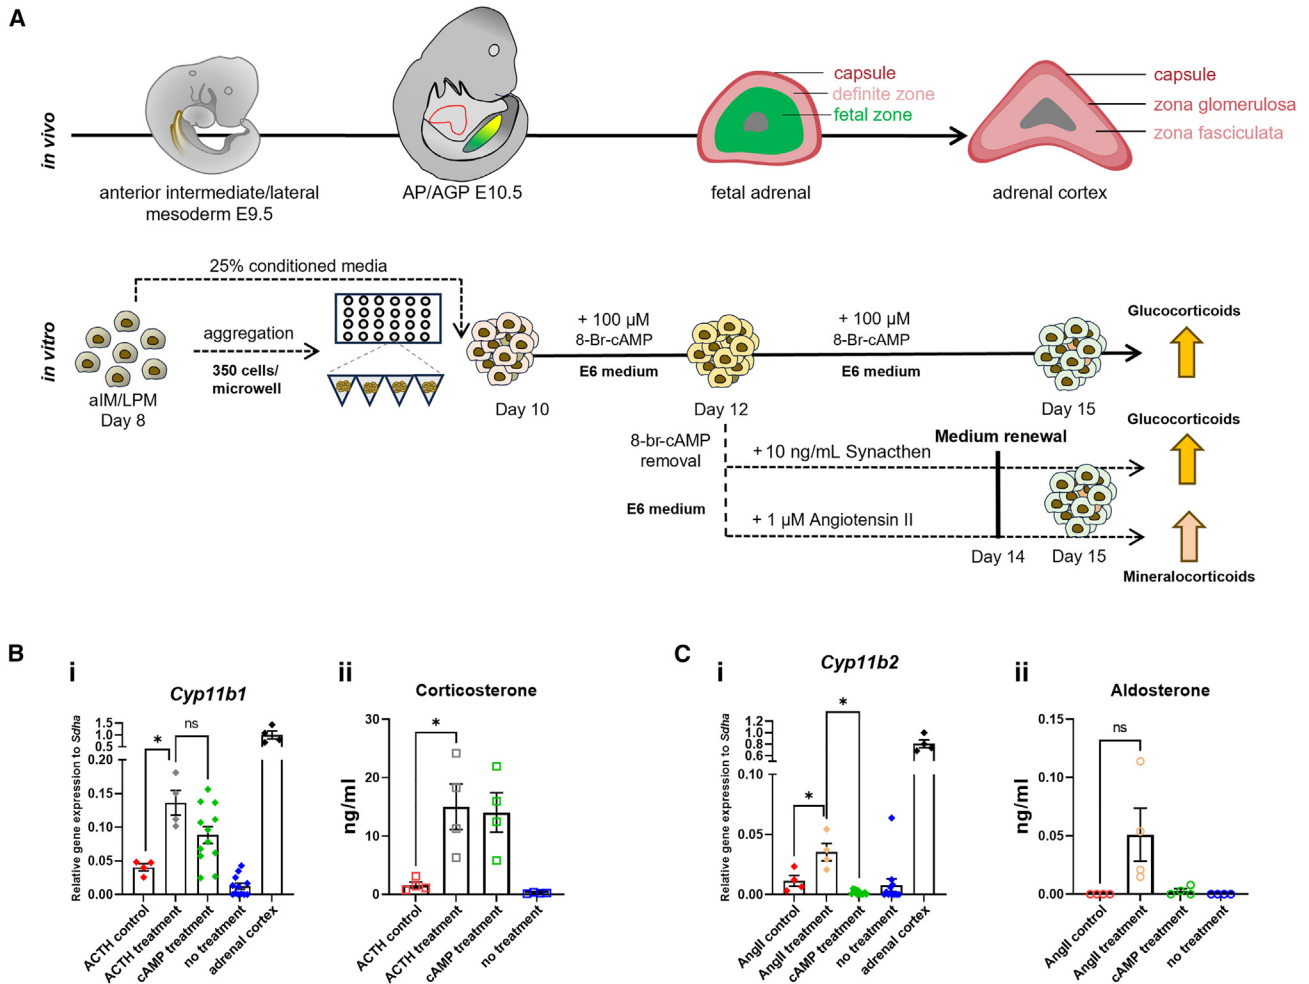 A
in vivo
capsule
definite zone
fetal zone
capsule
zona glomerulosa
zona fasciculata
anterior intermediate/lateral
mesoderm E9.5
AP/AGP E10.5
fetal adrenal
adrenal cortex
in vitro
25% conditioned media
aggregation
350 cells/
microwell
aIM/LPM
Day 8
Day 10
+ 100 µM
8-Br-cAMP
E6 medium
Day 12
+ 100 µM
8-Br-cAMP
E6 medium
Day 15
Glucocorticoids
8-br-cAMP
removal
E6 medium
+ 10 ng/mL Synacthen
Medium renewal
+ 1 µM Angiotensin II
Day 14
Day 15
Glucocorticoids
Mineralocorticoids
B
i
Cyp11b1
Relative gene expression to Sdha
1.5
1.0
0.5
0.20
0.15
0.10
0.05
0.00
*
ns
ACTH control
ACTH treatment
cAMP treatment
no treatment
adrenal cortex
ii
Corticosterone
ng/ml
30
20
10
0
*
ACTH control
ACTH treatment
cAMP treatment
no treatment
C
i
Cyp11b2
Relative gene expression to Sdha
1.2
1.0
0.8
0.6
0.10
0.05
0.00
*
*
AngII control
AngII treatment
cAMP treatment
no treatment
adrenal cortex
ii
Aldosterone
ng/ml
0.15
0.10
0.05
0.00
ns
AngII control
AngII treatment
cAMP treatment
no treatment